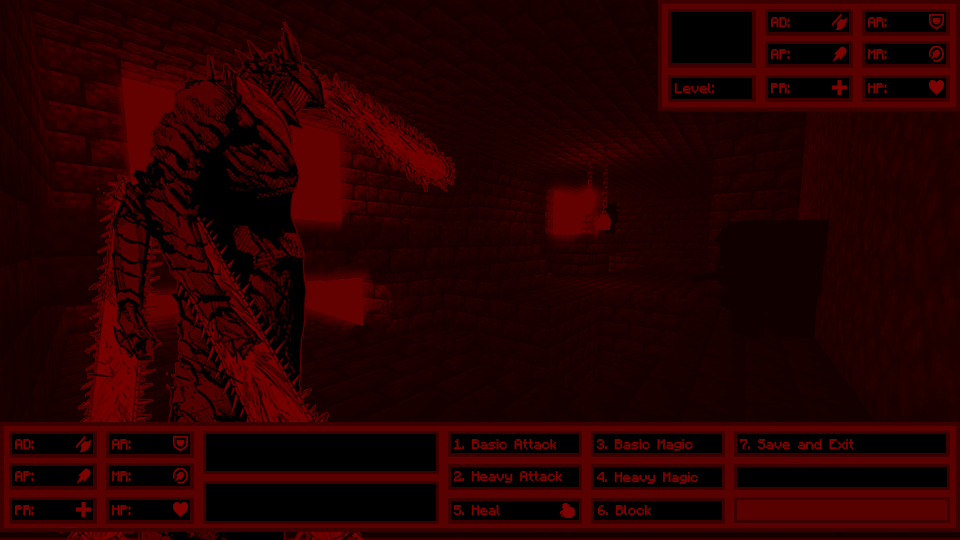 AD: AR:
AP: MR:
Level: PR: HP:
AD: AR: 1. Basic Attack 3. Basic Magic 7. Save and Exit
AP: MR: 2. Heavy Attack 4. Heavy Magic
PR: HP: 5. Heal 6. Block